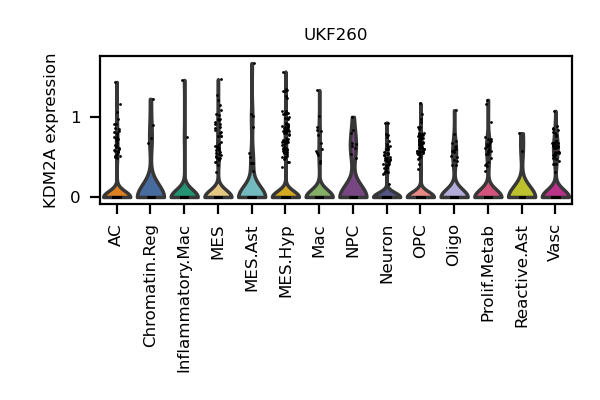 UKF260
KDM2A expression
1
0
AC
Chromatin.Reg
Inflammatory.Mac
MES
MES.Ast
MES.Hyp
Mac
NPC
Neuron
OPC
Oligo
Prolif.Metab
Reactive.Ast
Vasc